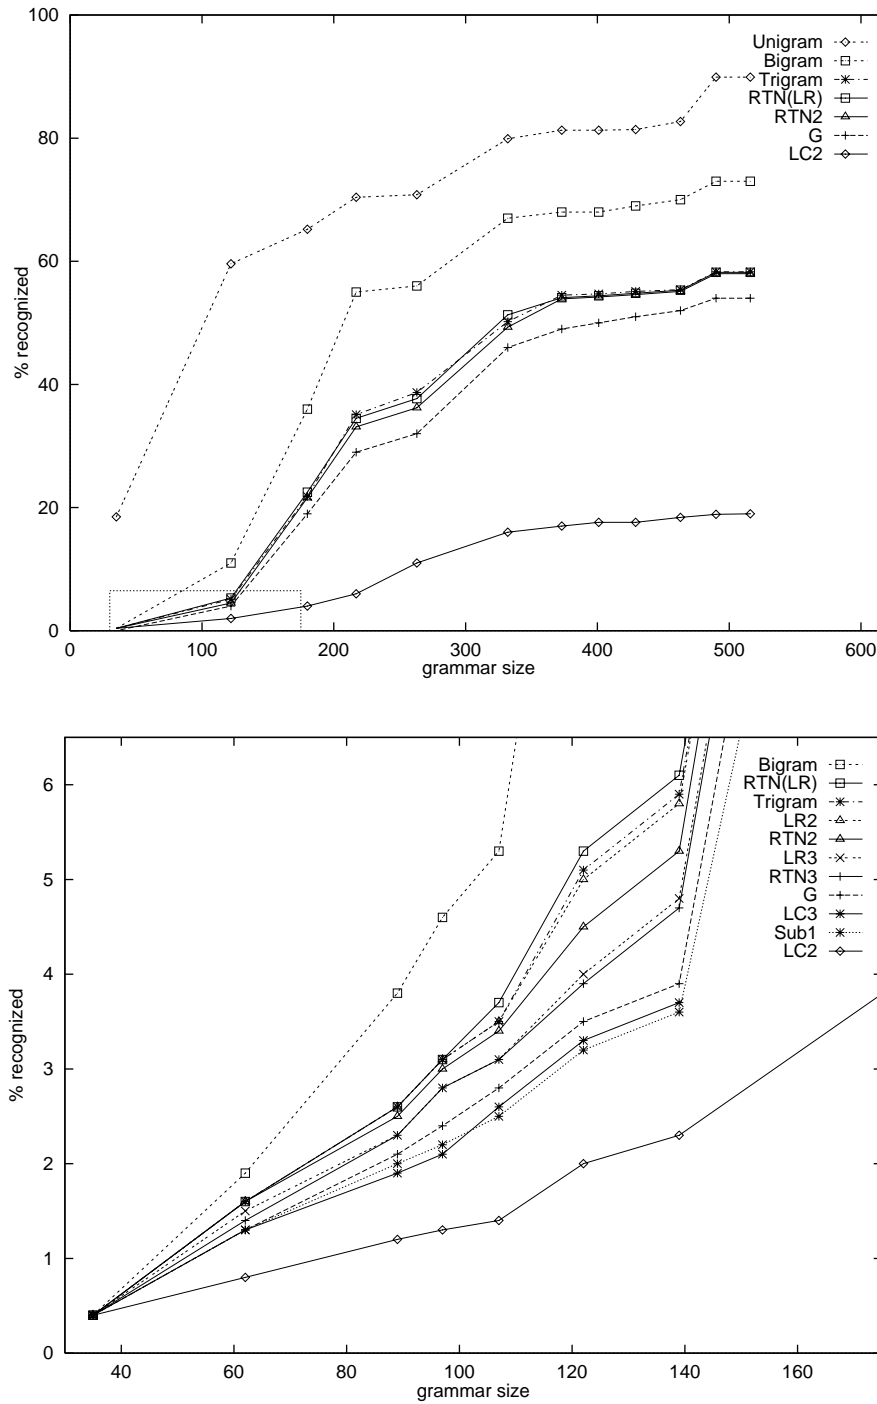 100
80
60
40
20
0
% recognized
0 100 200 300 400 500 600
grammar size
Unigram
Bigram
Trigram
RTN(LR)
RTN2
G
LC2
6
5
4
3
2
1
0
% recognized
40 60 80 100 120 140 160
grammar size
Bigram
RTN(LR)
Trigram
LR2
RTN2
LR3
RTN3
G
LC3
Sub1
LC2